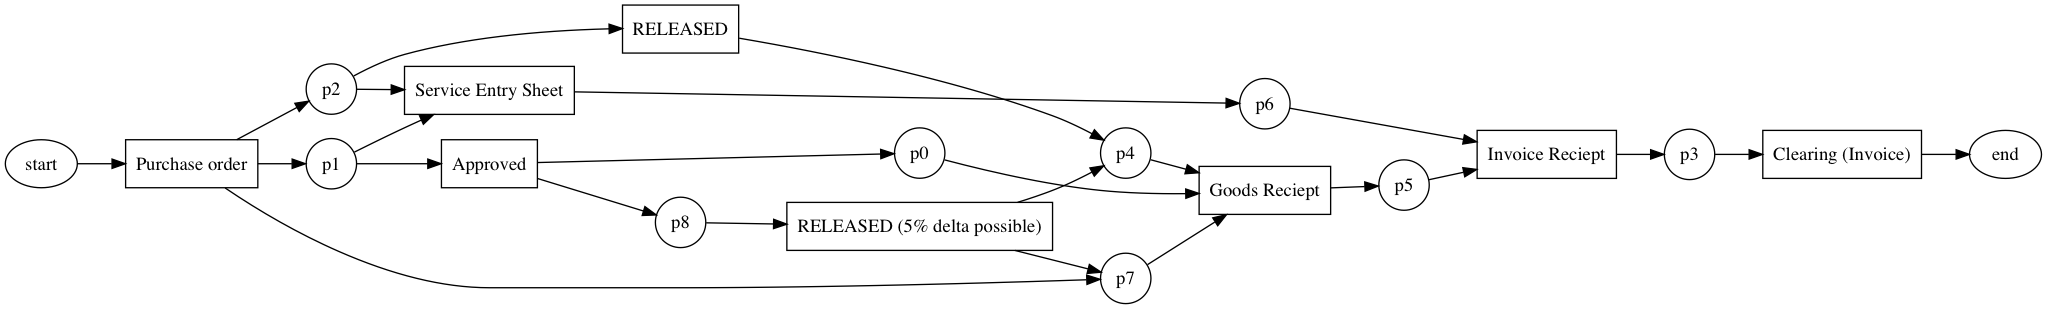 RELEASED
p2
Service Entry Sheet
p6
start
Purchase order
p1
Approved
p0
p4
Invoice Reciept
p3
Clearing (Invoice)
end
Goods Reciept
p5
p8
RELEASED (5% delta possible)
p7